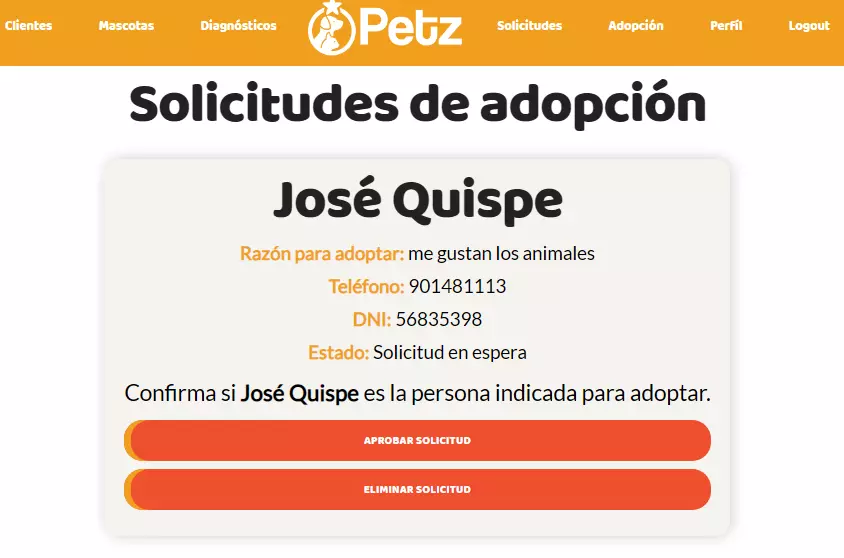 Clientes Mascotas Diagnósticos Petz Solicitudes Adopción Perfíl Logout
Solicitudes de adopción
José Quispe
Razón para adoptar: me gustan los animales
Teléfono: 901481113
DNI: 56835398
Estado: Solicitud en espera
Confirma si José Quispe es la persona indicada para adoptar.
APROBAR SOLICITUD
ELIMINAR SOLICITUD